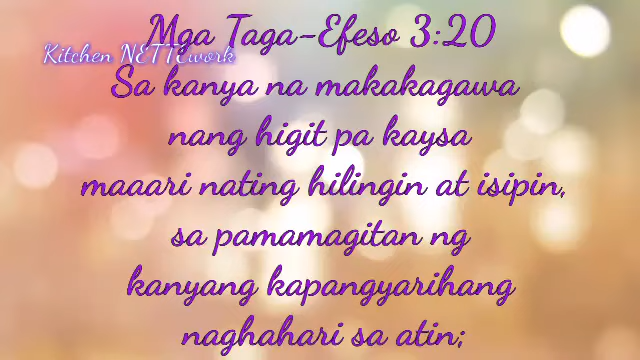 Mga Taga-Efeso 3:20
Kitchen NETTEwork
Sa kanya na makakagawa
nang higit pa kaysa
maaari nating hilingin at isipin,
sa pamamagitan ng
kanyang kapangyarihang
naghahari sa atin;